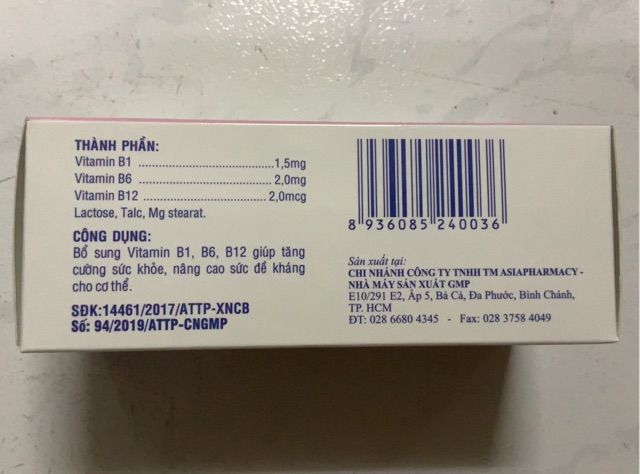 THÀNH PHẦN:
Vitamin B1 ........................................1,5mg
Vitamin B6 ....................................... 2,0mg
Vitamin B12 ..................................... 2,0mcg
Lactose, Talc, Mg stearat.
CÔNG DỤNG:
Bổ sung Vitamin B1, B6, B12 giúp tăng
cường sức khỏe, nâng cao sức đề kháng
cho cơ thể.
SĐK:14461/2017/ATTP-XNCB
Số: 94/2019/ATTP-CNGMP
8 936085 240036
Sản xuất tại:
CHI NHÁNH CÔNG TY TNHH TM ASIAPHARMACY -
NHÀ MÁY SẢN XUẤT GMP
E10/291 E2, Ấp 5, Bà Cả, Đa Phước, Bình Chánh,
TP. HCM
ĐT: 028 6680 4345 - Fax: 028 3758 4049